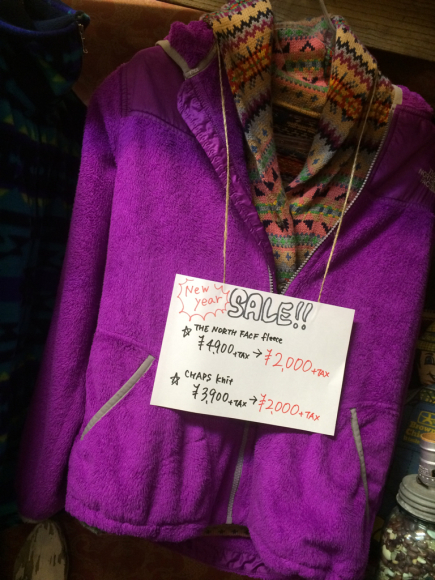 New
year
SALE!!
☆ THE NORTH FACF fleece
¥4,900+TAX → ¥2,000+TAX
☆ CHAPS knit
¥3,900+TAX → ¥2,000+TAX